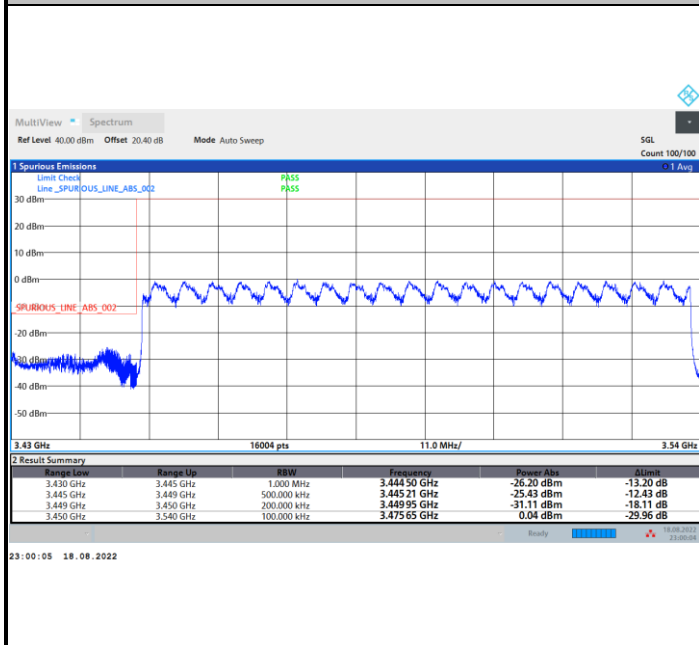 MultiView Spectrum
Ref Level 40.00 dBm Offset 20.40 dB Mode Auto Sweep SGL
Count 100/100
1 Spurious Emissions 1 Avg
Limit Check PASS
Line _SPURIOUS_LINE_ABS_002 PASS
30 dBm
20 dBm
10 dBm
0 dBm
SPURIOUS_LINE_ABS_002
-20 dBm
-30 dBm
-40 dBm
-50 dBm
3.43 GHz 16004 pts 11.0 MHz/ 3.54 GHz
2 Result Summary
Range Low Range Up RBW Frequency Power Abs ΔLimit
3.430 GHz 3.445 GHz 1.000 MHz 3.444 50 GHz -26.20 dBm -13.20 dB
3.445 GHz 3.449 GHz 500.000 kHz 3.445 21 GHz -25.43 dBm -12.43 dB
3.449 GHz 3.450 GHz 200.000 kHz 3.449 95 GHz -31.11 dBm -18.11 dB
3.450 GHz 3.540 GHz 100.000 kHz 3.475 65 GHz 0.04 dBm -29.96 dB
Ready 18.08.2022
23:00:04
23:00:05 18.08.2022